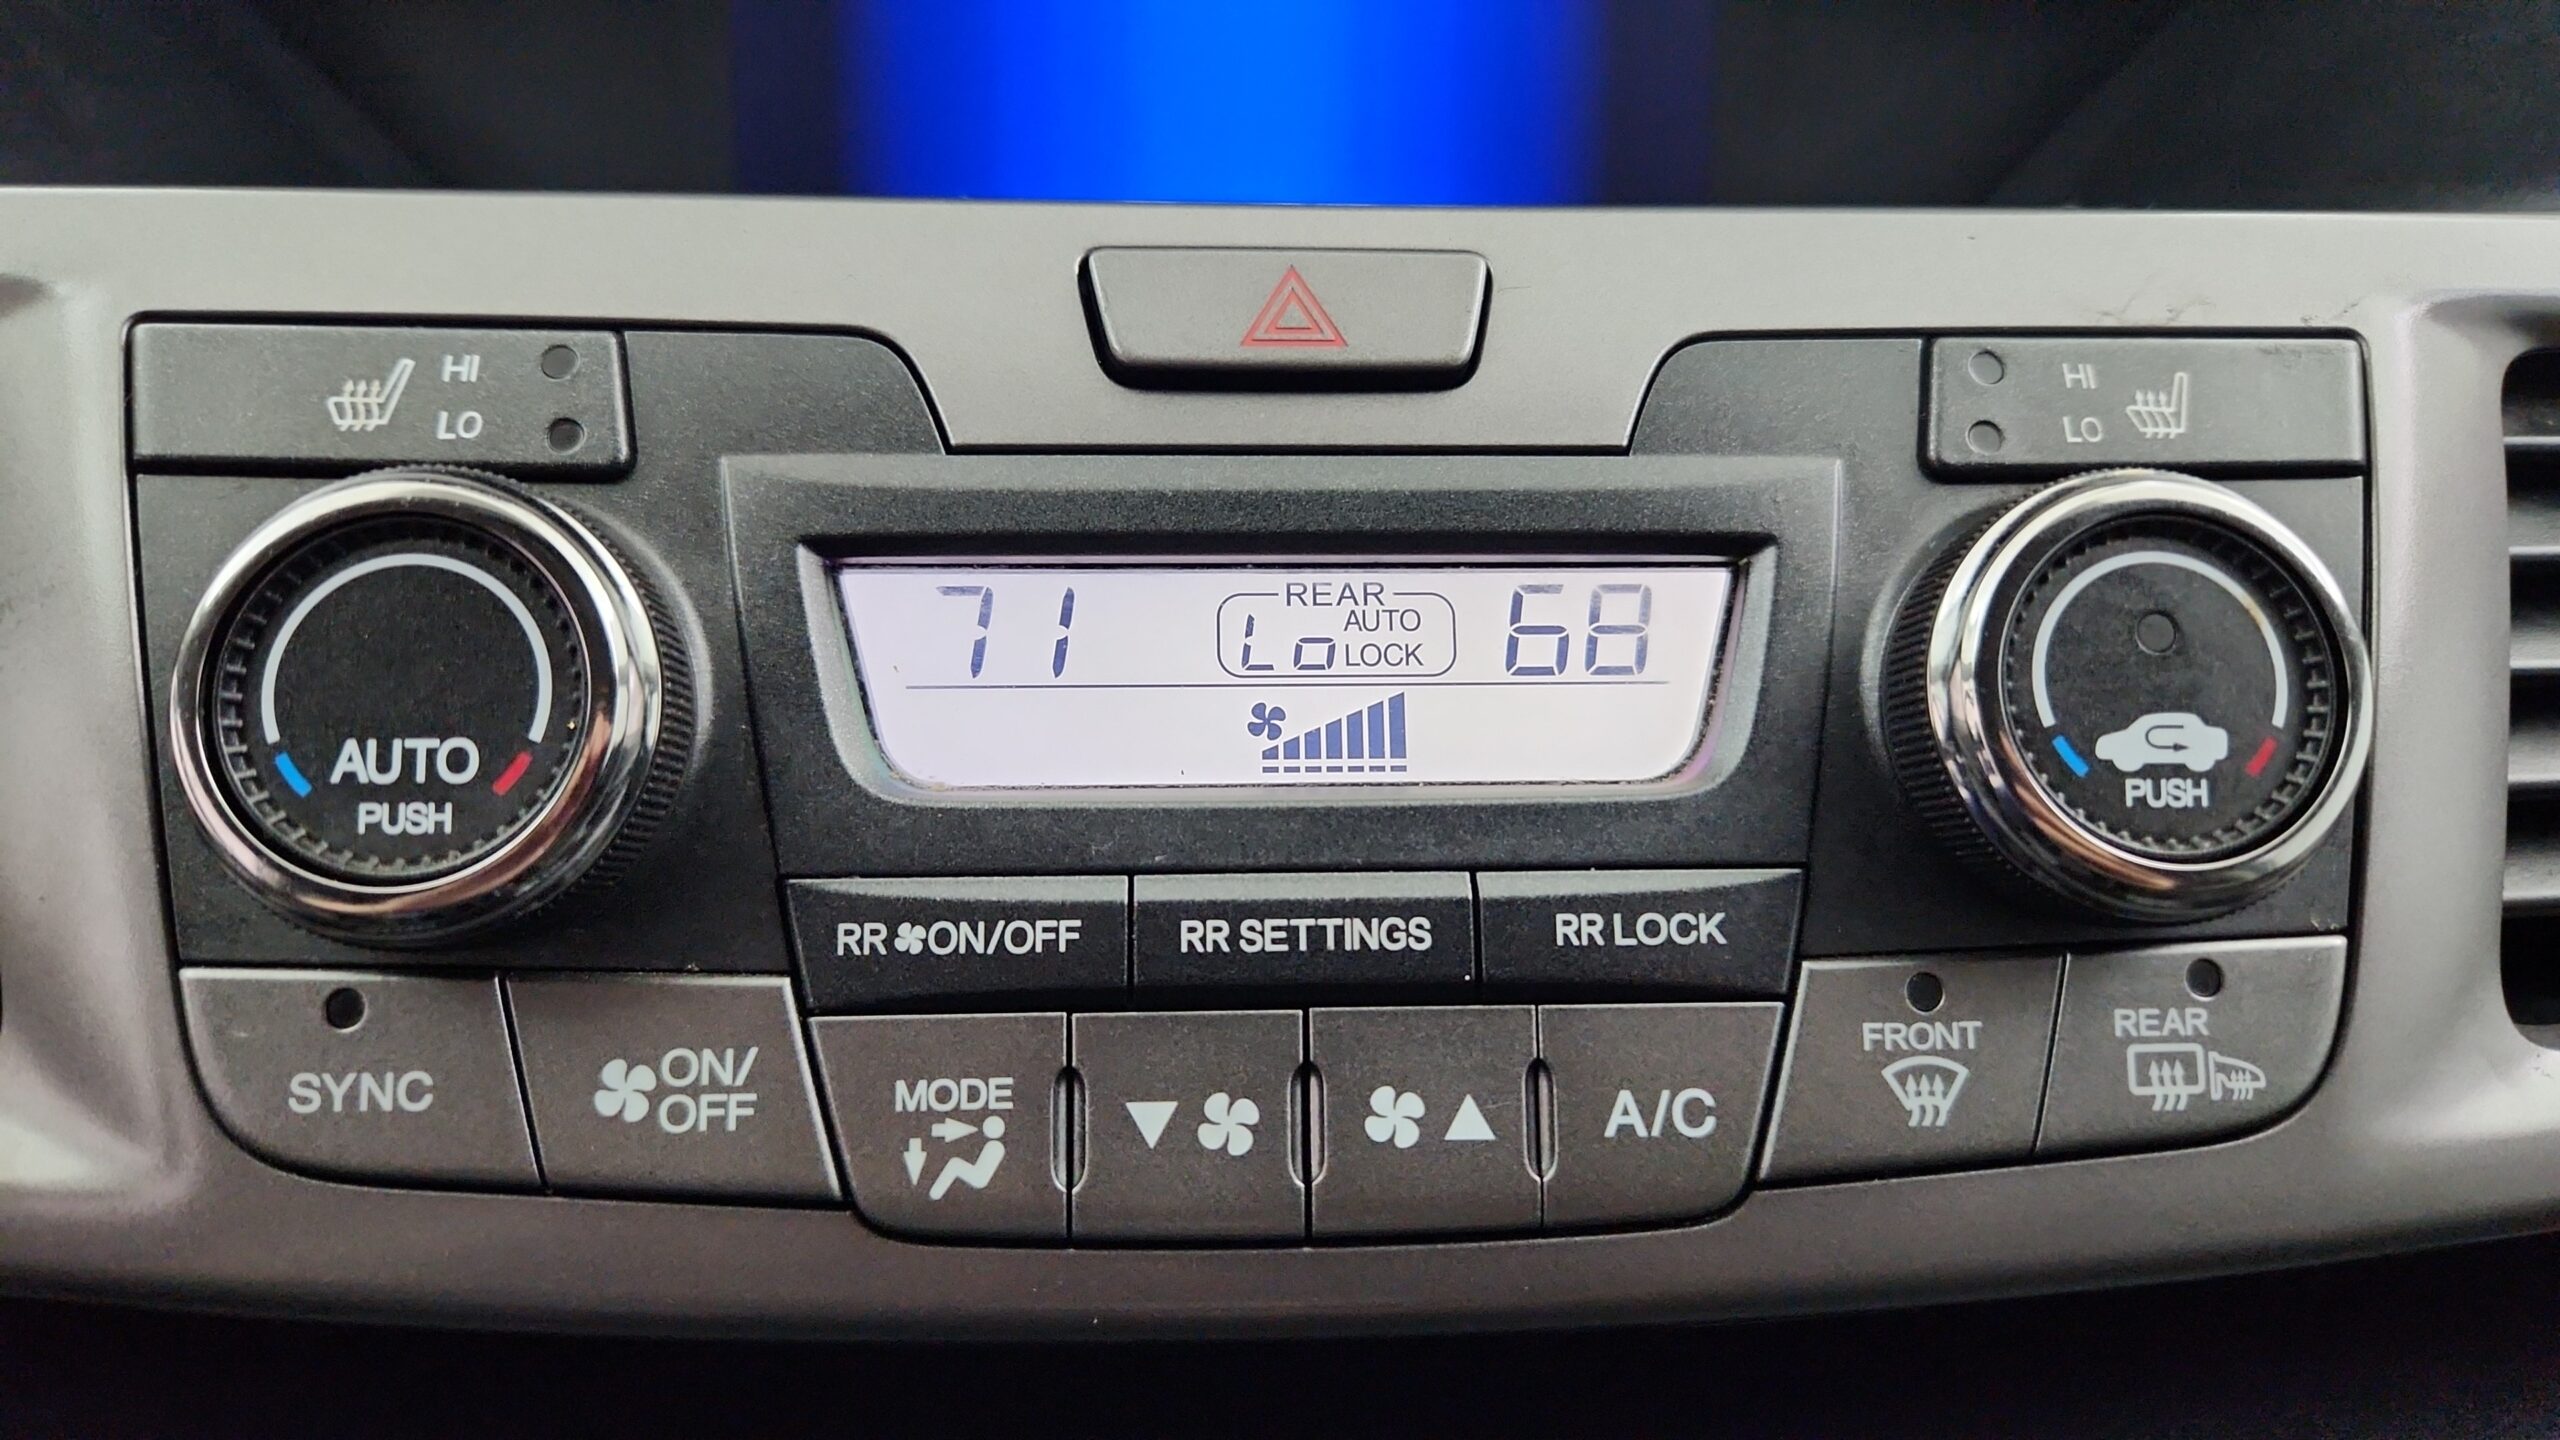 HI
LO
HI
LO
71
REAR
AUTO
Lo LOCK
68
AUTO
PUSH
PUSH
RR ON/OFF
RR SETTINGS
RR LOCK
SYNC
ON/
OFF
MODE
A/C
FRONT
REAR